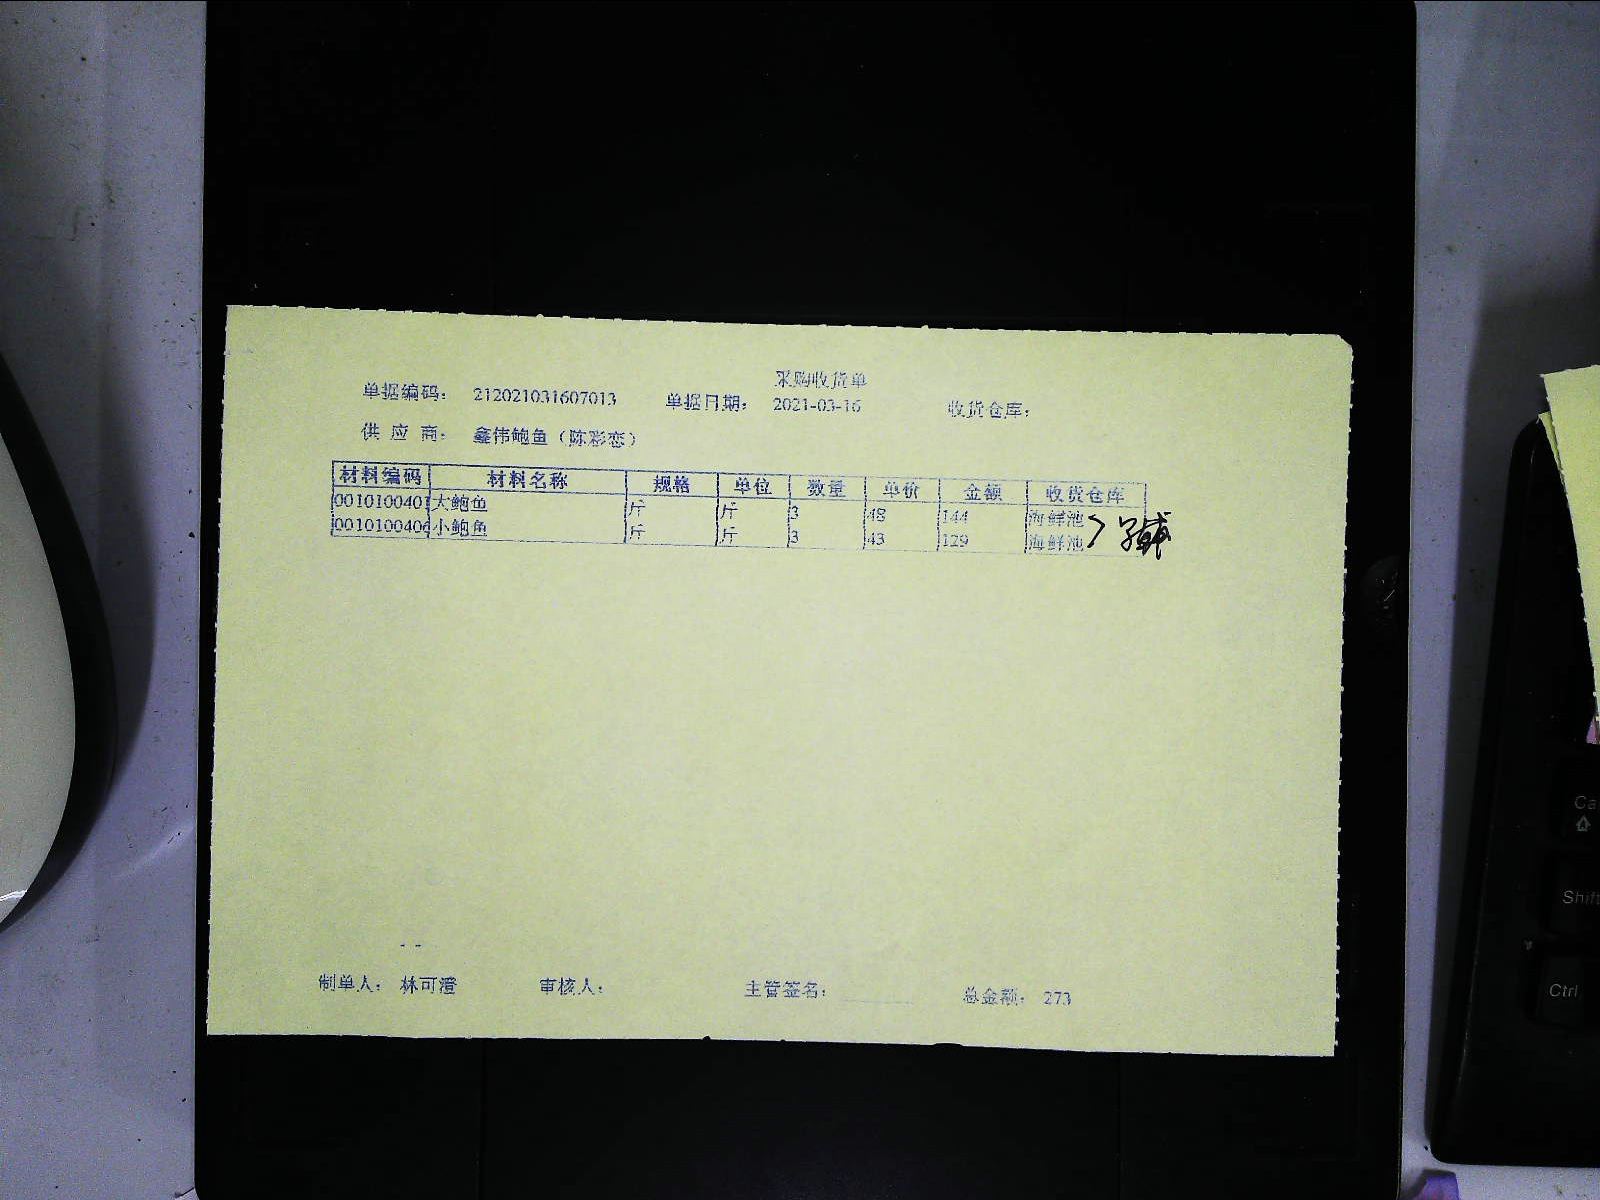 采购收货单
单据编码： 212021031607013 单据日期： 2021-03-16 收货仓库：
供 应 商： 鑫伟鲍鱼（陈彩恋）
材料编码 材料名称 规格 单位 数量 单价 金额 收货仓库
0010100401 大鲍鱼 斤 斤 3 48 144 海鲜池
0010100406 小鲍鱼 斤 斤 3 43 129 海鲜池
- -
制单人： 林可澄 审核人： 主管签名： 总金额： 273
Shift
Ctrl